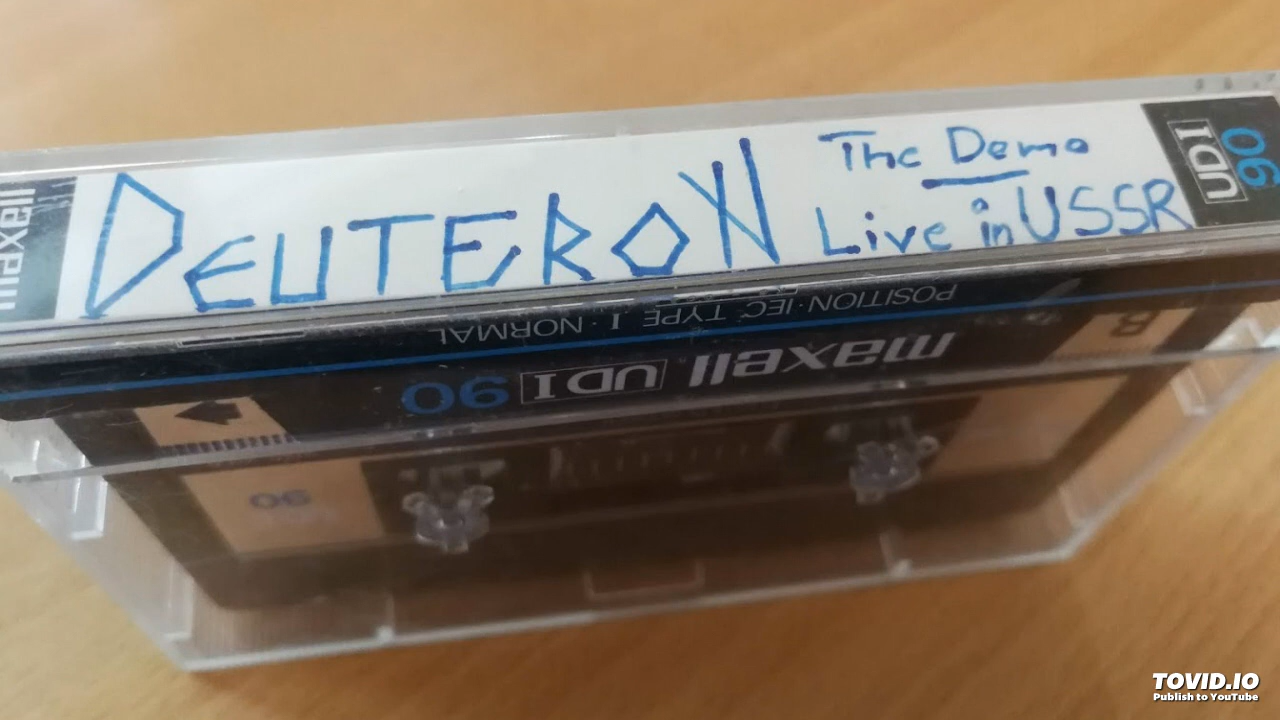 maxell
DEUTERON
The Demo
Live in USSR
UDI
90
POSITION·IEC TYPE I·NORMAL
maxell UDI 90
B
90
TOVID.IO
Publish to YouTube